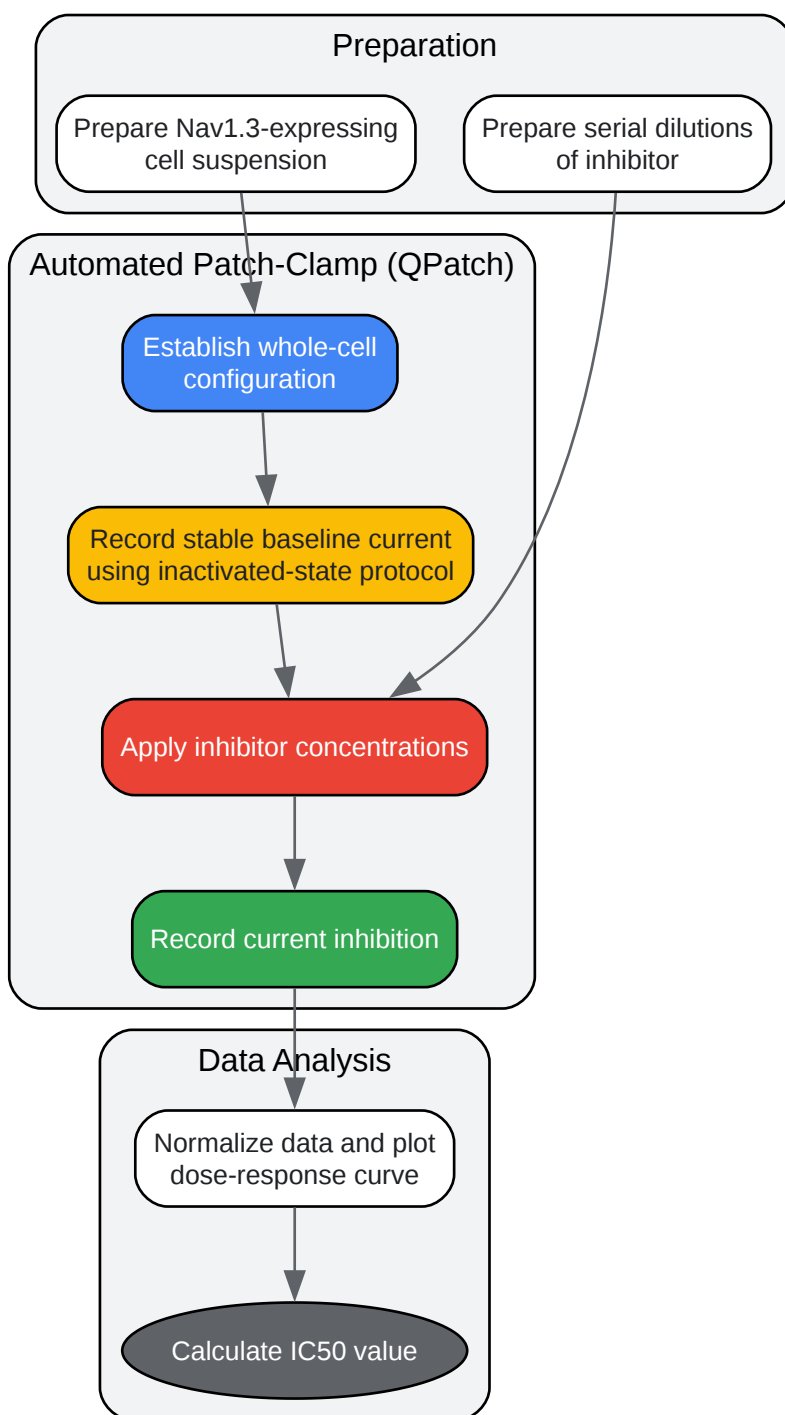 Preparation
Prepare Nav1.3-expressing
cell suspension
Prepare serial dilutions
of inhibitor
Automated Patch-Clamp (QPatch)
Establish whole-cell
configuration
Record stable baseline current
using inactivated-state protocol
Apply inhibitor concentrations
Record current inhibition
Data Analysis
Normalize data and plot
dose-response curve
Calculate IC50 value